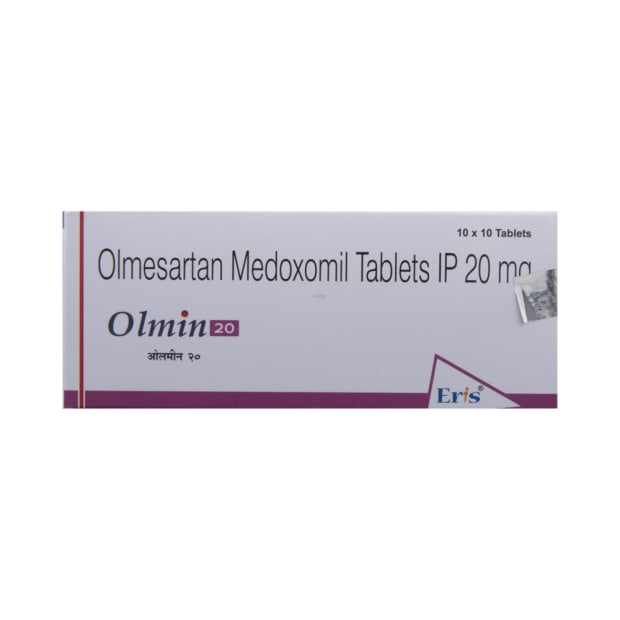 10 x 10 Tablets
Olmesartan Medoxomil Tablets IP 20 mg
Olmin 20
ओलमीन २०
Eris®